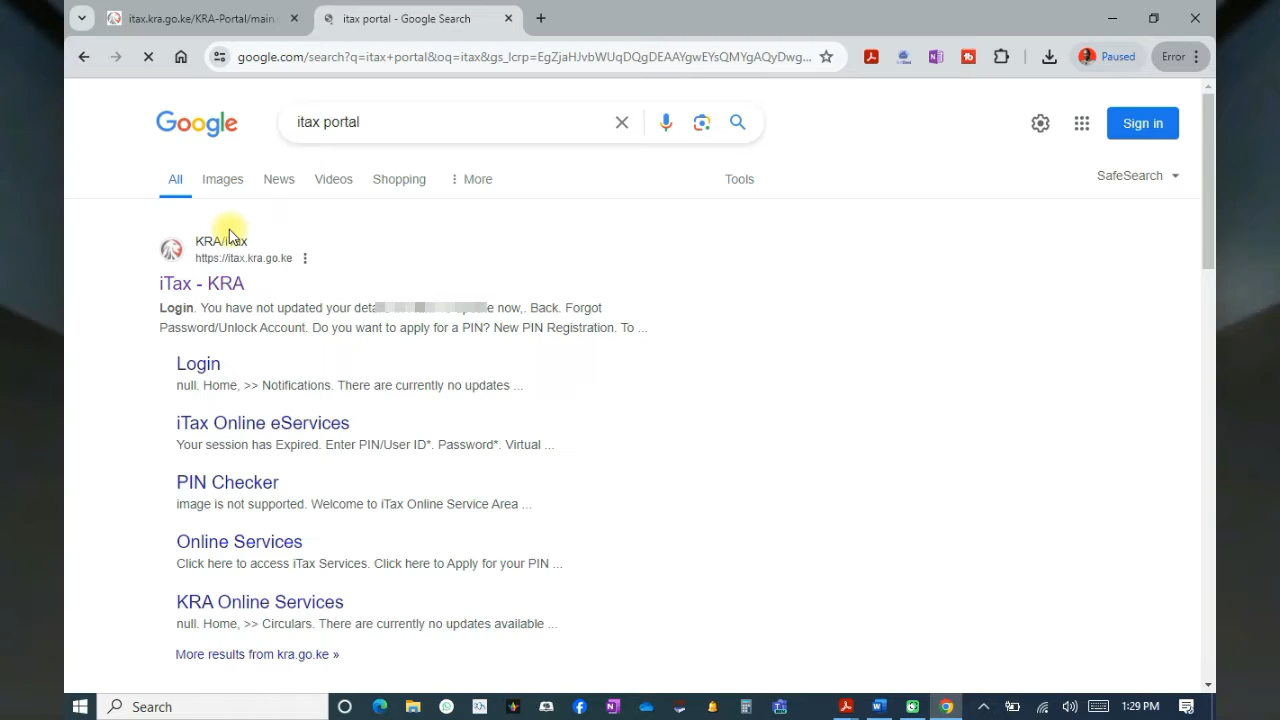 itax.kra.go.ke/KRA-Portal/main.
itax portal - Google Search
google.com/search?q=itax+portal&oq=itax&gs_lcrp=EgZjaHJvbWUqDQgDEAAYgwEYsQMYgAQyDwg...
Paused
Error
Google
itax portal
Sign in
All Images News Videos Shopping More Tools
SafeSearch
KRA/iTax
https://itax.kra.go.ke
iTax - KRA
Login. You have not updated your now,. Back. Forgot
Password/Unlock Account. Do you want to apply for a PIN? New PIN Registration. To ...
Login
null. Home, >> Notifications. There are currently no updates ...
iTax Online eServices
Your session has Expired. Enter PIN/User ID*. Password*. Virtual ...
PIN Checker
image is not supported. Welcome to iTax Online Service Area ...
Online Services
Click here to access iTax Services. Click here to Apply for your PIN ...
KRA Online Services
null. Home, >> Circulars. There are currently no updates available ...
More results from kra.go.ke »
Search
1:29 PM